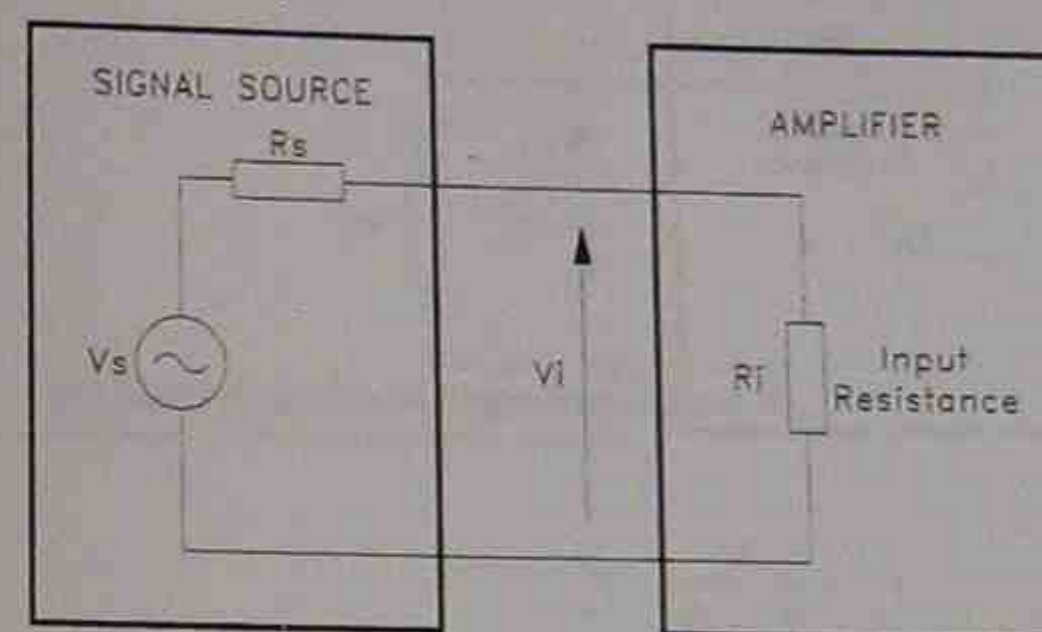 SIGNAL SOURCE
Rs
Vs
Vi
AMPLIFIER
Ri
Input
Resistance